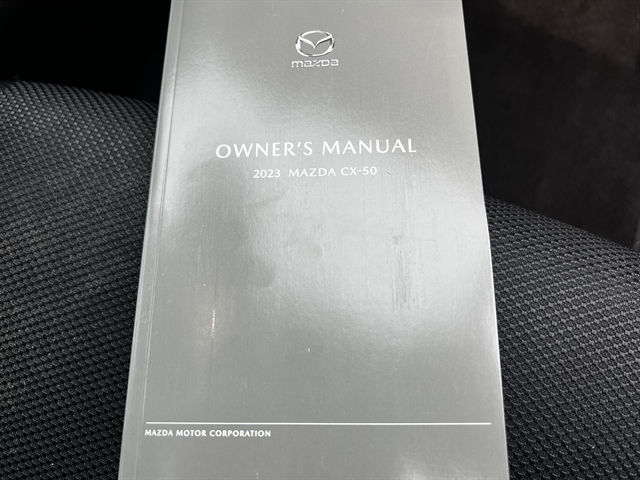 mazda
OWNER'S MANUAL
2023 MAZDA CX-50
MAZDA MOTOR CORPORATION